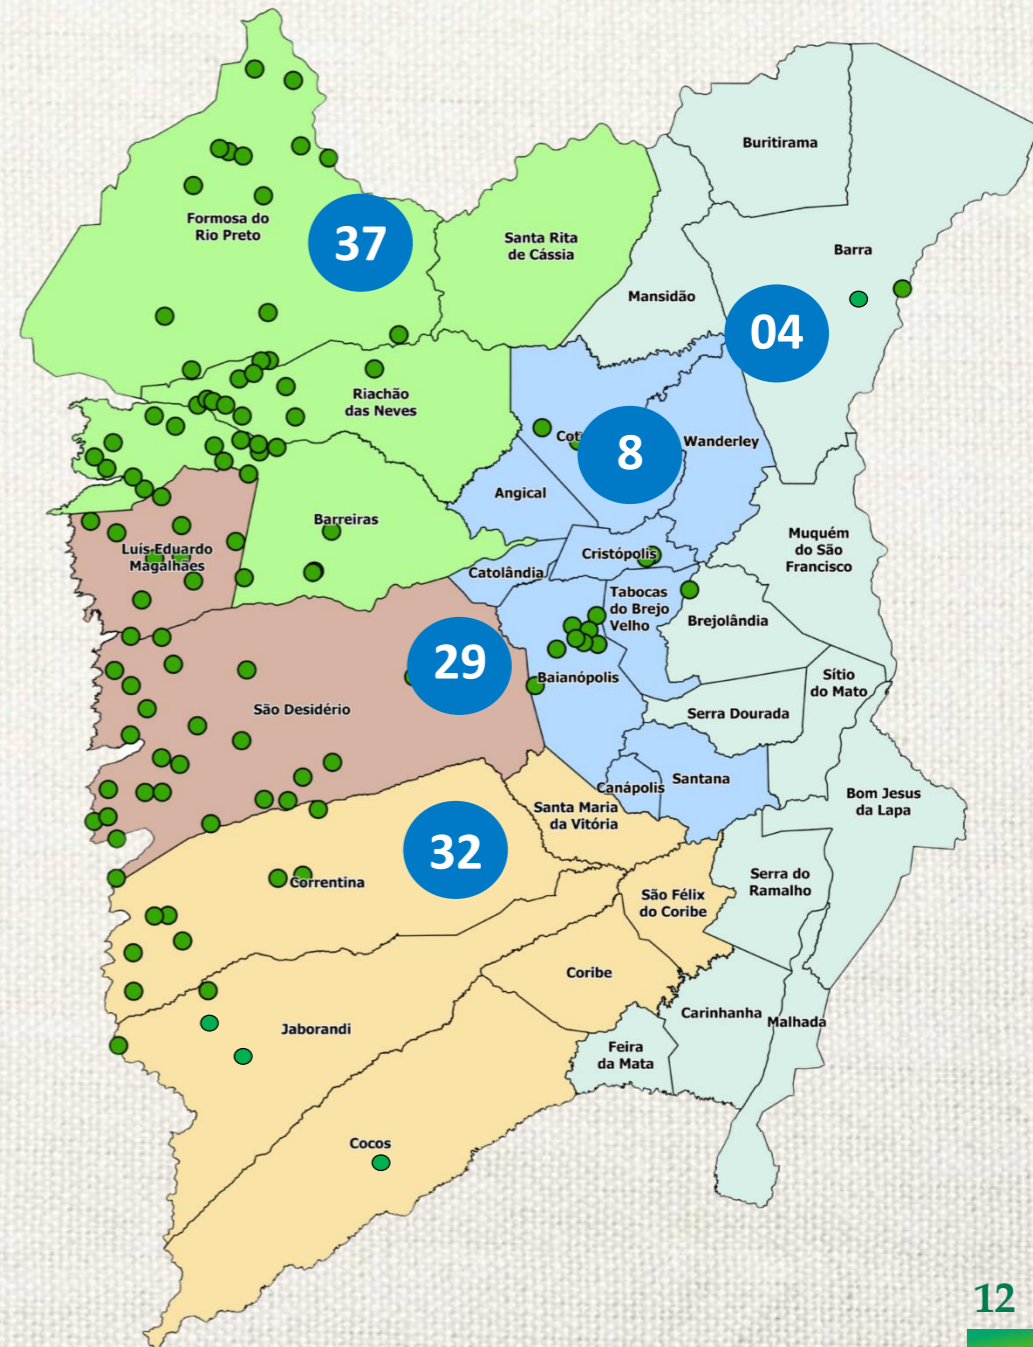 Buritirama
Formosa do
Rio Preto
37
Santa Rita
de Cássia
Barra
Mansidão
04
Riachão
das Neves
8
Wanderley
Angical
Barreiras
Luís Eduardo
Magalhães
Cristópolis
Muquém
do São
Francisco
Catolândia
Tabocas
do Brejo
Velho
Brejolândia
29
Baianópolis
Sítio
do Mato
São Desidério
Serra Dourada
Canápolis
Santana
Bom Jesus
da Lapa
Santa Maria
da Vitória
32
Correntina
São Félix
do Coribe
Serra do
Ramalho
Coribe
Jaborandi
Carinhanha
Malhada
Feira
da Mata
Cocos
12